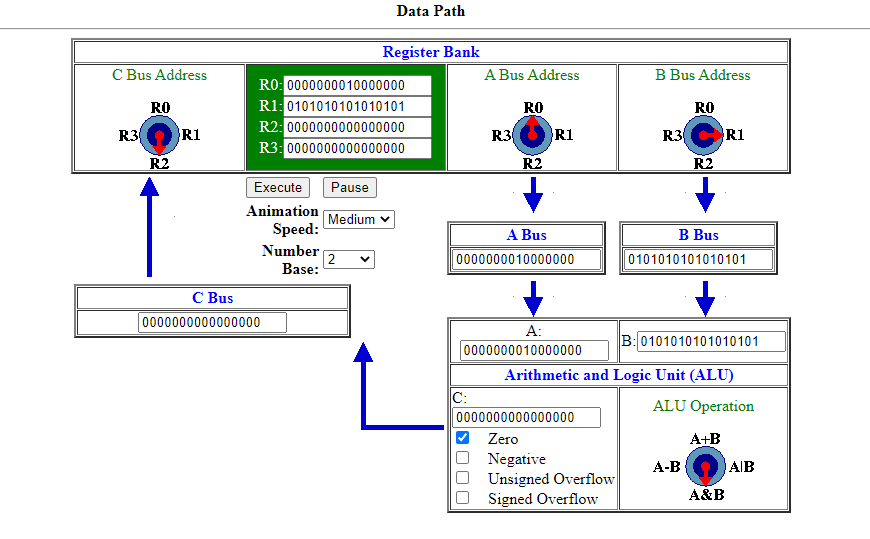 Data Path
Register Bank
C Bus Address
R0
R3 R1
R2
R0: 0000000010000000
R1: 0101010101010101
R2: 0000000000000000
R3: 0000000000000000
A Bus Address
R0
R3 R1
R2
B Bus Address
R0
R3 R1
R2
Execute Pause
Animation
Speed: Medium
Number
Base: 2
A Bus
0000000010000000
B Bus
0101010101010101
C Bus
0000000000000000
A:
0000000010000000
B: 0101010101010101
Arithmetic and Logic Unit (ALU)
C:
0000000000000000
Zero
Negative
Unsigned Overflow
Signed Overflow
ALU Operation
A+B
A-B A|B
A&B